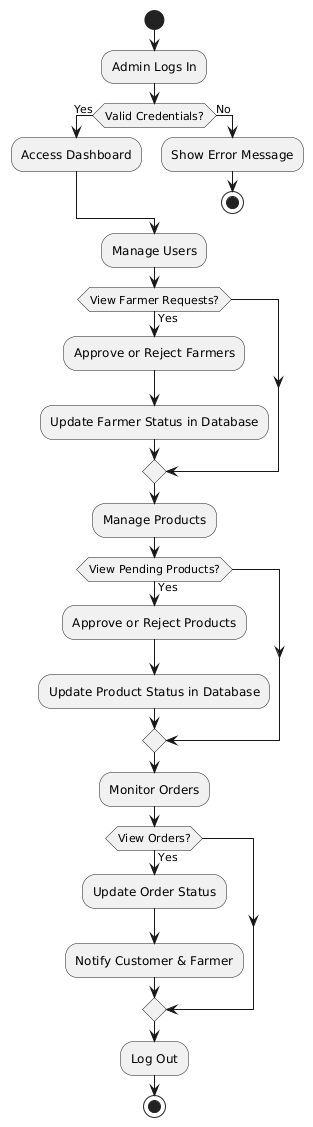 Admin Logs In
Yes
Valid Credentials?
No
Access Dashboard
Show Error Message
Manage Users
View Farmer Requests?
Yes
Approve or Reject Farmers
Update Farmer Status in Database
Manage Products
View Pending Products?
Yes
Approve or Reject Products
Update Product Status in Database
Monitor Orders
View Orders?
Yes
Update Order Status
Notify Customer & Farmer
Log Out